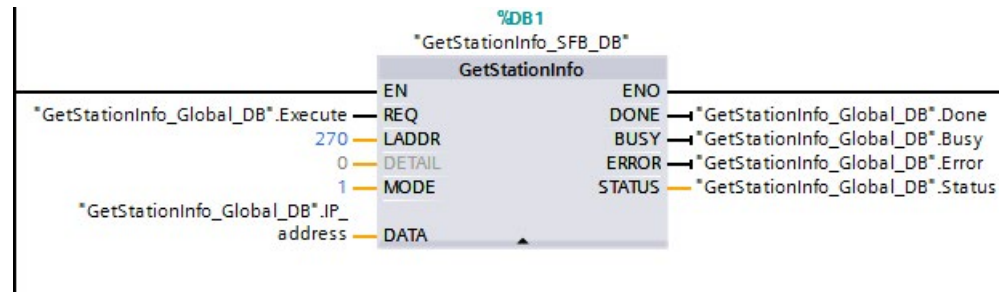 %DB1
"GetStationInfo_SFB_DB"
GetStationInfo
EN ENO
"GetStationInfo_Global_DB".Execute REQ DONE "GetStationInfo_Global_DB".Done
270 LADDR BUSY "GetStationInfo_Global_DB".Busy
0 DETAIL ERROR "GetStationInfo_Global_DB".Error
1 MODE STATUS "GetStationInfo_Global_DB".Status
"GetStationInfo_Global_DB".IP_
address DATA